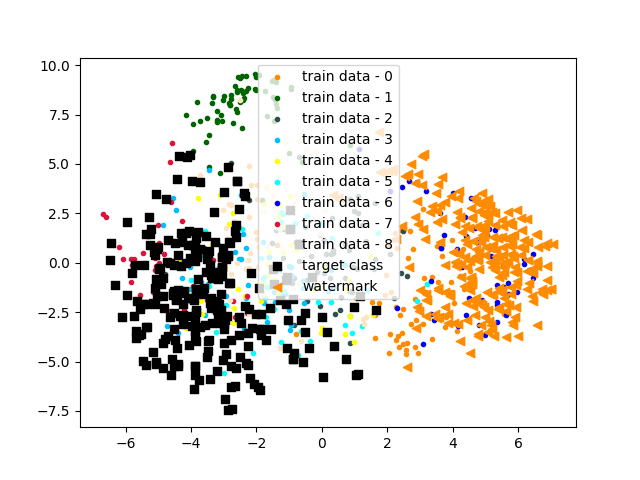 10.0
7.5
5.0
2.5
0.0
−2.5
−5.0
−7.5
−6
−4
−2
0
2
4
6
train data - 0
train data - 1
train data - 2
train data - 3
train data - 4
train data - 5
train data - 6
train data - 7
train data - 8
target class
watermark